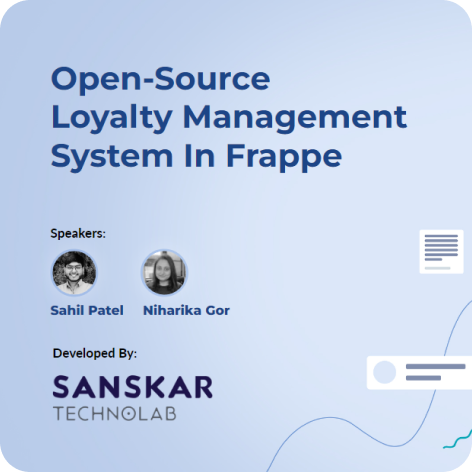 Open-Source
Loyalty Management
System In Frappe
Speakers:
Sahil Patel Niharika Gor
Developed By:
SANSKAR
TECHNOLAB